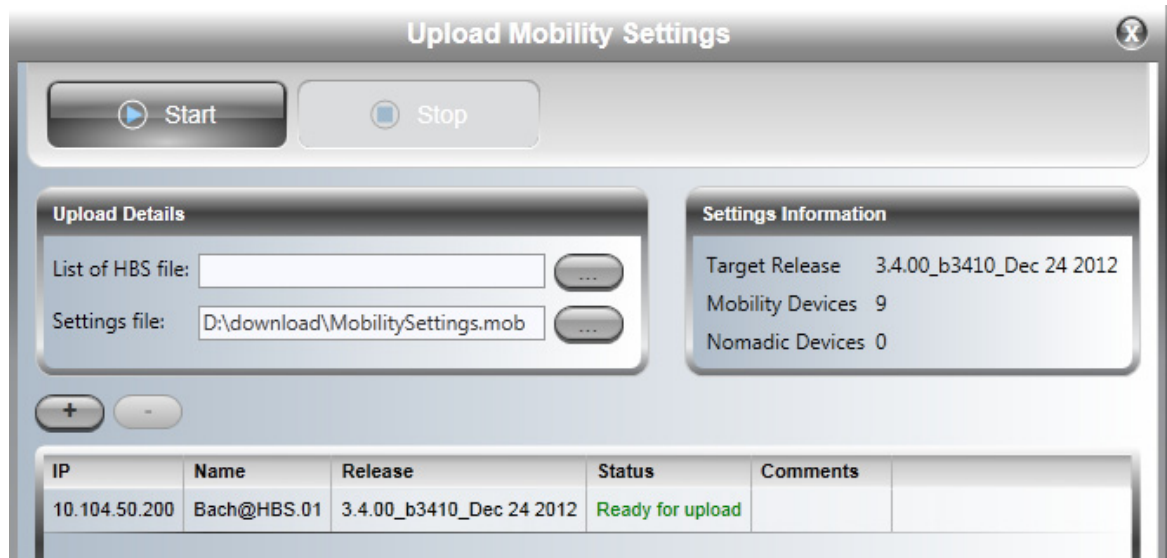 Upload Mobility Settings
X
Start
Stop
Upload Details
List of HBS file:
...
Settings file:
D:\download\MobilitySettings.mob
...
Settings Information
Target Release 3.4.00_b3410_Dec 24 2012
Mobility Devices 9
Nomadic Devices 0
+
-
IP Name Release Status Comments
10.104.50.200 Bach@HBS.01 3.4.00_b3410_Dec 24 2012 Ready for upload